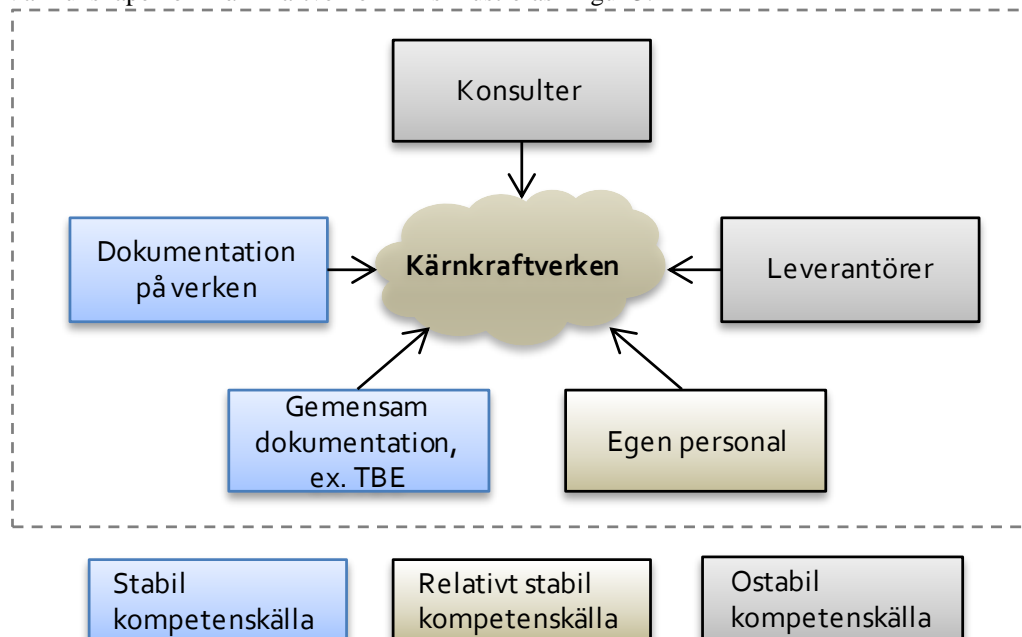 Konsulter
Dokumentation
på verken
Kärnkraftverken
Leverantörer
Gemensam
dokumentation,
ex. TBE
Egen personal
Stabil
kompetenskälla
Relativt stabil
kompetenskälla
Ostabil
kompetenskälla